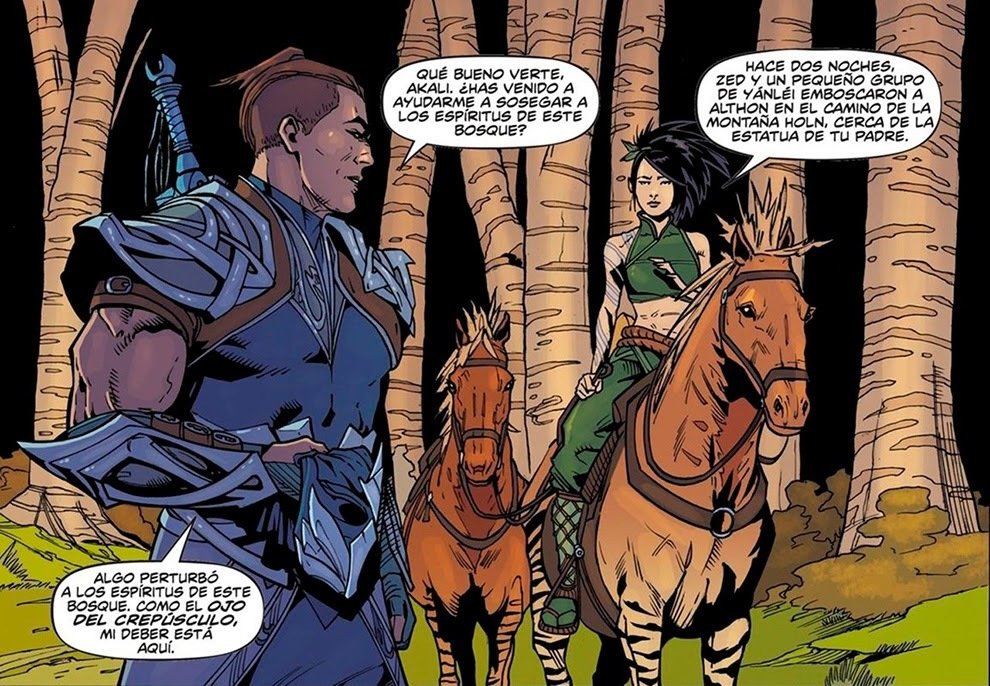 QUÉ BUENO VERTE,
AKALI. ¿HAS VENIDO A
AYUDARME A SOSEGAR A
LOS ESPÍRITUS DE ESTE
BOSQUE?
HACE DOS NOCHES,
ZED Y UN PEQUEÑO GRUPO
DE YÁNLÉI EMBOSCARON A
ALTHON EN EL CAMINO DE LA
MONTAÑA HOLN, CERCA DE LA
ESTATUA DE TU PADRE.
ALGO PERTURBÓ
A LOS ESPÍRITUS DE ESTE
BOSQUE. COMO EL OJO
DEL CREPÚSCULO,
MI DEBER ESTÁ
AQUÍ.